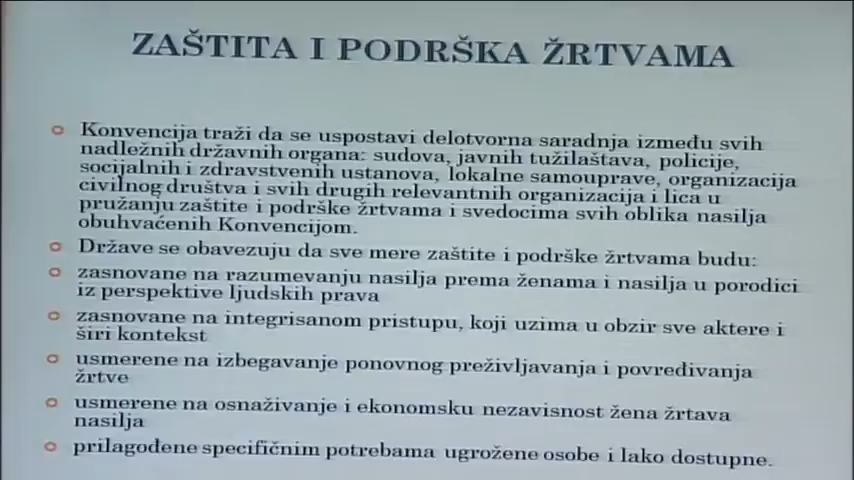 ZAŠTITA I PODRŠKA ŽRTVAMA
Konvencija traži da se uspostavi delotvorna saradnja između svih
nadležnih državnih organa: sudova, javnih tužilaštava, policije,
socijalnih i zdravstvenih ustanova, lokalne samouprave, organizacija
civilnog društva i svih drugih relevantnih organizacija i lica u
pružanju zaštite i podrške žrtvama i svedocima svih oblika nasilja
obuhvaćenih Konvencijom.
Države se obavezuju da sve mere zaštite i podrške žrtvama budu:
zasnovane na razumevanju nasilja prema ženama i nasilja u porodici
iz perspektive ljudskih prava
zasnovane na integrisanom pristupu, koji uzima u obzir sve aktere i
širi kontekst
usmerene na izbegavanje ponovnog preživljavanja i povređivanja
žrtve
usmerene na osnaživanje i ekonomsku nezavisnost žena žrtava
nasilja
prilagođene specifičnim potrebama ugrožene osobe i lako dostupne.